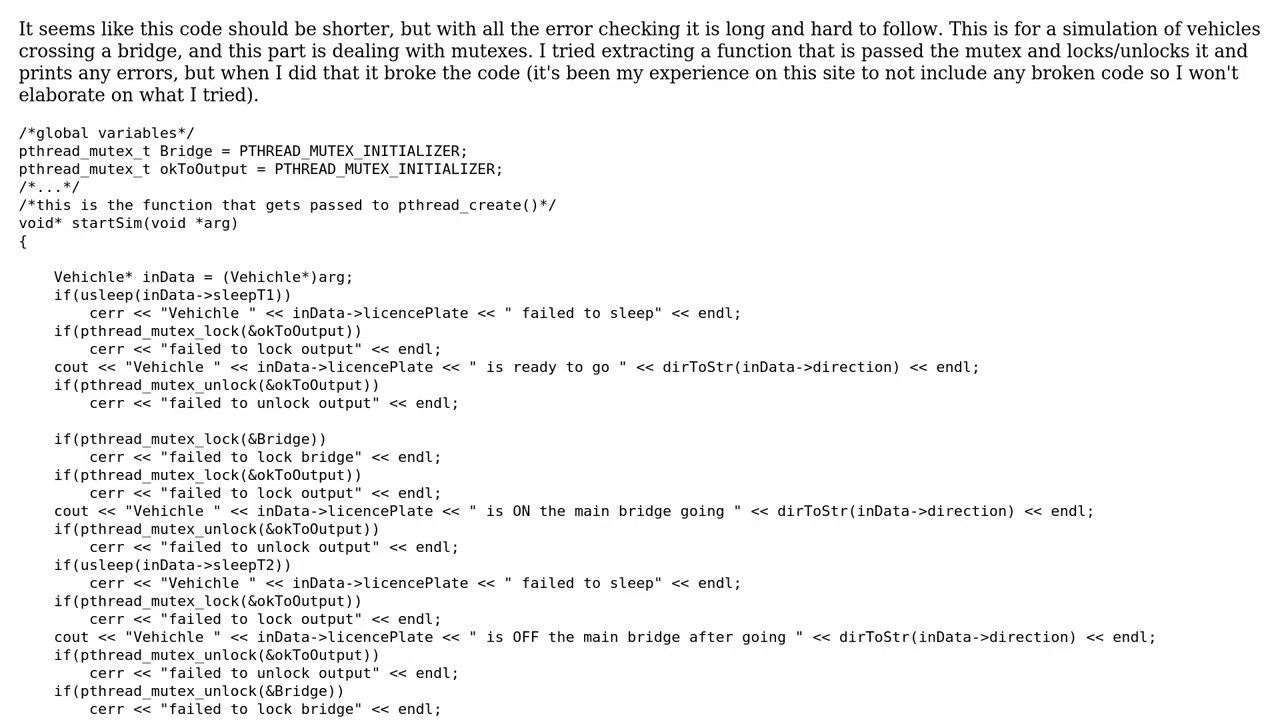 It seems like this code should be shorter, but with all the error checking it is long and hard to follow. This is for a simulation of vehicles
crossing a bridge, and this part is dealing with mutexes. I tried extracting a function that is passed the mutex and locks/unlocks it and
prints any errors, but when I did that it broke the code (it's been my experience on this site to not include any broken code so I won't
elaborate on what I tried).
/*global variables*/
pthread_mutex_t Bridge = PTHREAD_MUTEX_INITIALIZER;
pthread_mutex_t okToOutput = PTHREAD_MUTEX_INITIALIZER;
/*...*/
/*this is the function that gets passed to pthread_create()*/
void* startSim(void *arg)
{
    Vehichle* inData = (Vehichle*)arg;
    if(usleep(inData->sleepT1))
        cerr << "Vehichle " << inData->licencePlate << " failed to sleep" << endl;
    if(pthread_mutex_lock(&okToOutput))
        cerr << "failed to lock output" << endl;
    cout << "Vehichle " << inData->licencePlate << " is ready to go " << dirToStr(inData->direction) << endl;
    if(pthread_mutex_unlock(&okToOutput))
        cerr << "failed to unlock output" << endl;
    if(pthread_mutex_lock(&Bridge))
        cerr << "failed to lock bridge" << endl;
    if(pthread_mutex_lock(&okToOutput))
        cerr << "failed to lock output" << endl;
    cout << "Vehichle " << inData->licencePlate << " is ON the main bridge going " << dirToStr(inData->direction) << endl;
    if(pthread_mutex_unlock(&okToOutput))
        cerr << "failed to unlock output" << endl;
    if(usleep(inData->sleepT2))
        cerr << "Vehichle " << inData->licencePlate << " failed to sleep" << endl;
    if(pthread_mutex_lock(&okToOutput))
        cerr << "failed to lock output" << endl;
    cout << "Vehichle " << inData->licencePlate << " is OFF the main bridge after going " << dirToStr(inData->direction) << endl;
    if(pthread_mutex_unlock(&okToOutput))
        cerr << "failed to unlock output" << endl;
    if(pthread_mutex_unlock(&Bridge))
        cerr << "failed to lock bridge" << endl;